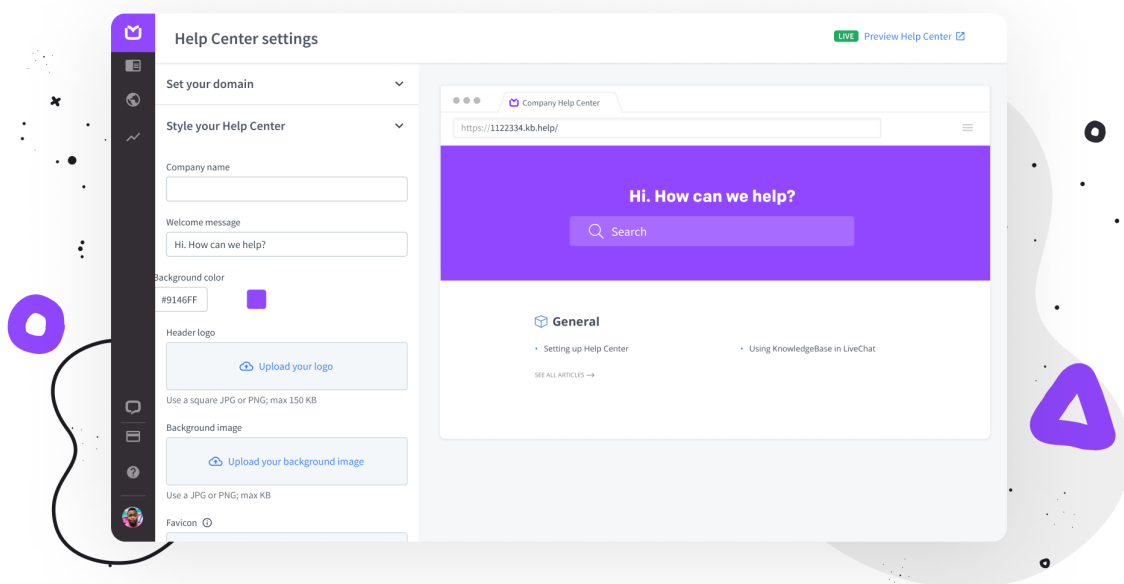 Help Center settings
LIVE Preview Help Center
Set your domain
Style your Help Center
Company name
Welcome message
Hi. How can we help?
Background color
#9146FF
Header logo
Upload your logo
Use a square JPG or PNG; max 150 KB
Background image
Upload your background image
Use a JPG or PNG; max KB
Favicon
Company Help Center
https://1122334.kb.help/
Hi. How can we help?
Search
General
• Setting up Help Center
• Using KnowledgeBase in LiveChat
SEE ALL ARTICLES →